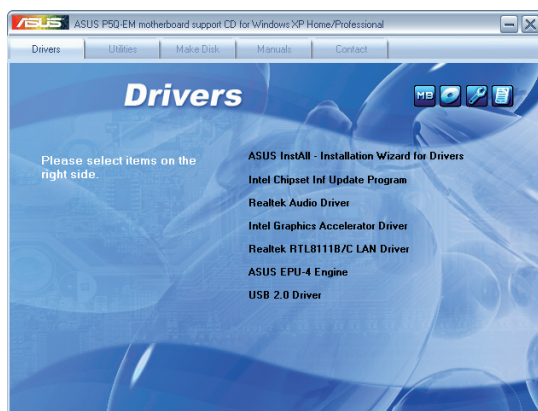 ASUS ASUS P5Q-EM motherboard support CD for Windows XP Home/Professional
Drivers Utilities Make Disk Manuals Contact
Drivers
MB
Please select items on the
right side.
ASUS InstAll - Installation Wizard for Drivers
Intel Chipset Inf Update Program
Realtek Audio Driver
Intel Graphics Accelerator Driver
Realtek RTL8111B/C LAN Driver
ASUS EPU-4 Engine
USB 2.0 Driver